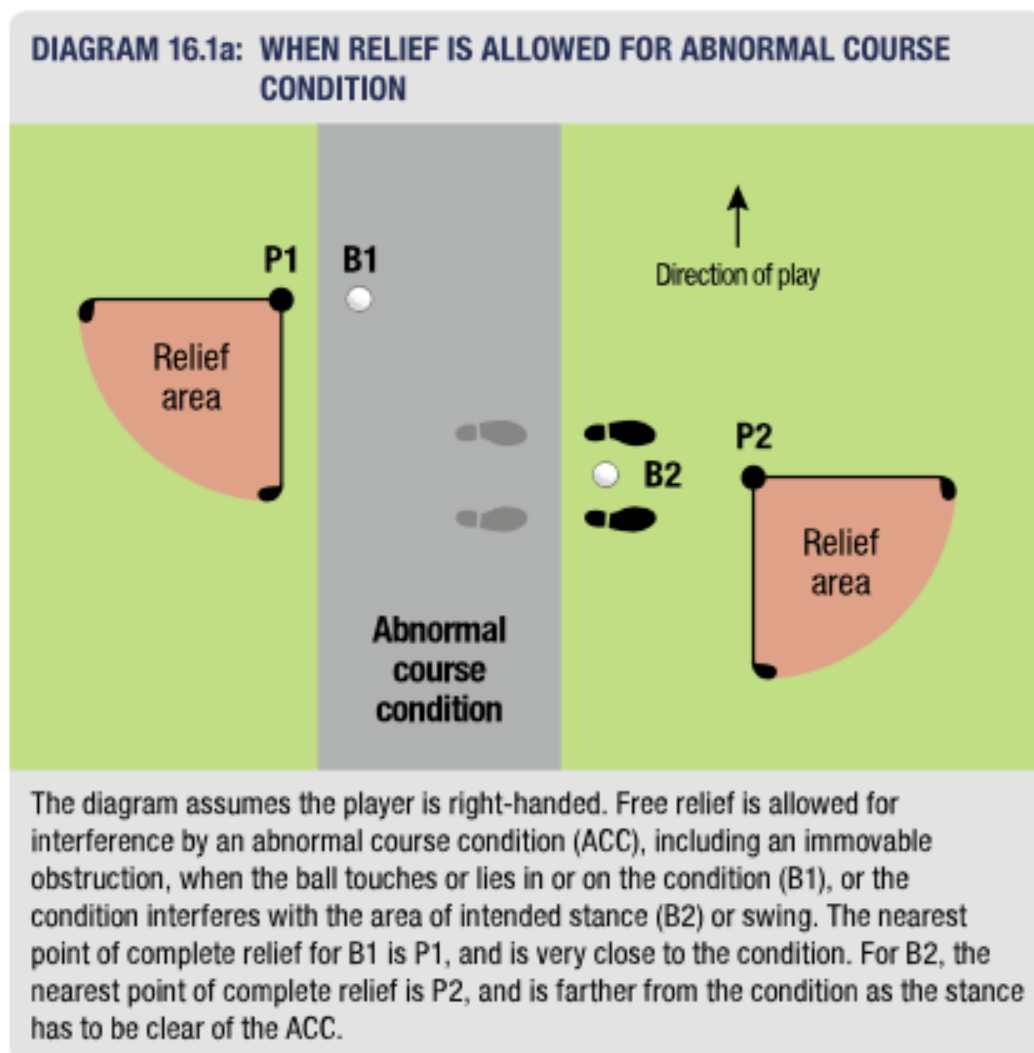 DIAGRAM 16.1a: WHEN RELIEF IS ALLOWED FOR ABNORMAL COURSE
CONDITION
P1 B1
Direction of play
Relief
area
P2
B2
Relief
area
Abnormal
course
condition
The diagram assumes the player is right-handed. Free relief is allowed for
interference by an abnormal course condition (ACC), including an immovable
obstruction, when the ball touches or lies in or on the condition (B1), or the
condition interferes with the area of intended stance (B2) or swing. The nearest
point of complete relief for B1 is P1, and is very close to the condition. For B2, the
nearest point of complete relief is P2, and is farther from the condition as the stance
has to be clear of the ACC.